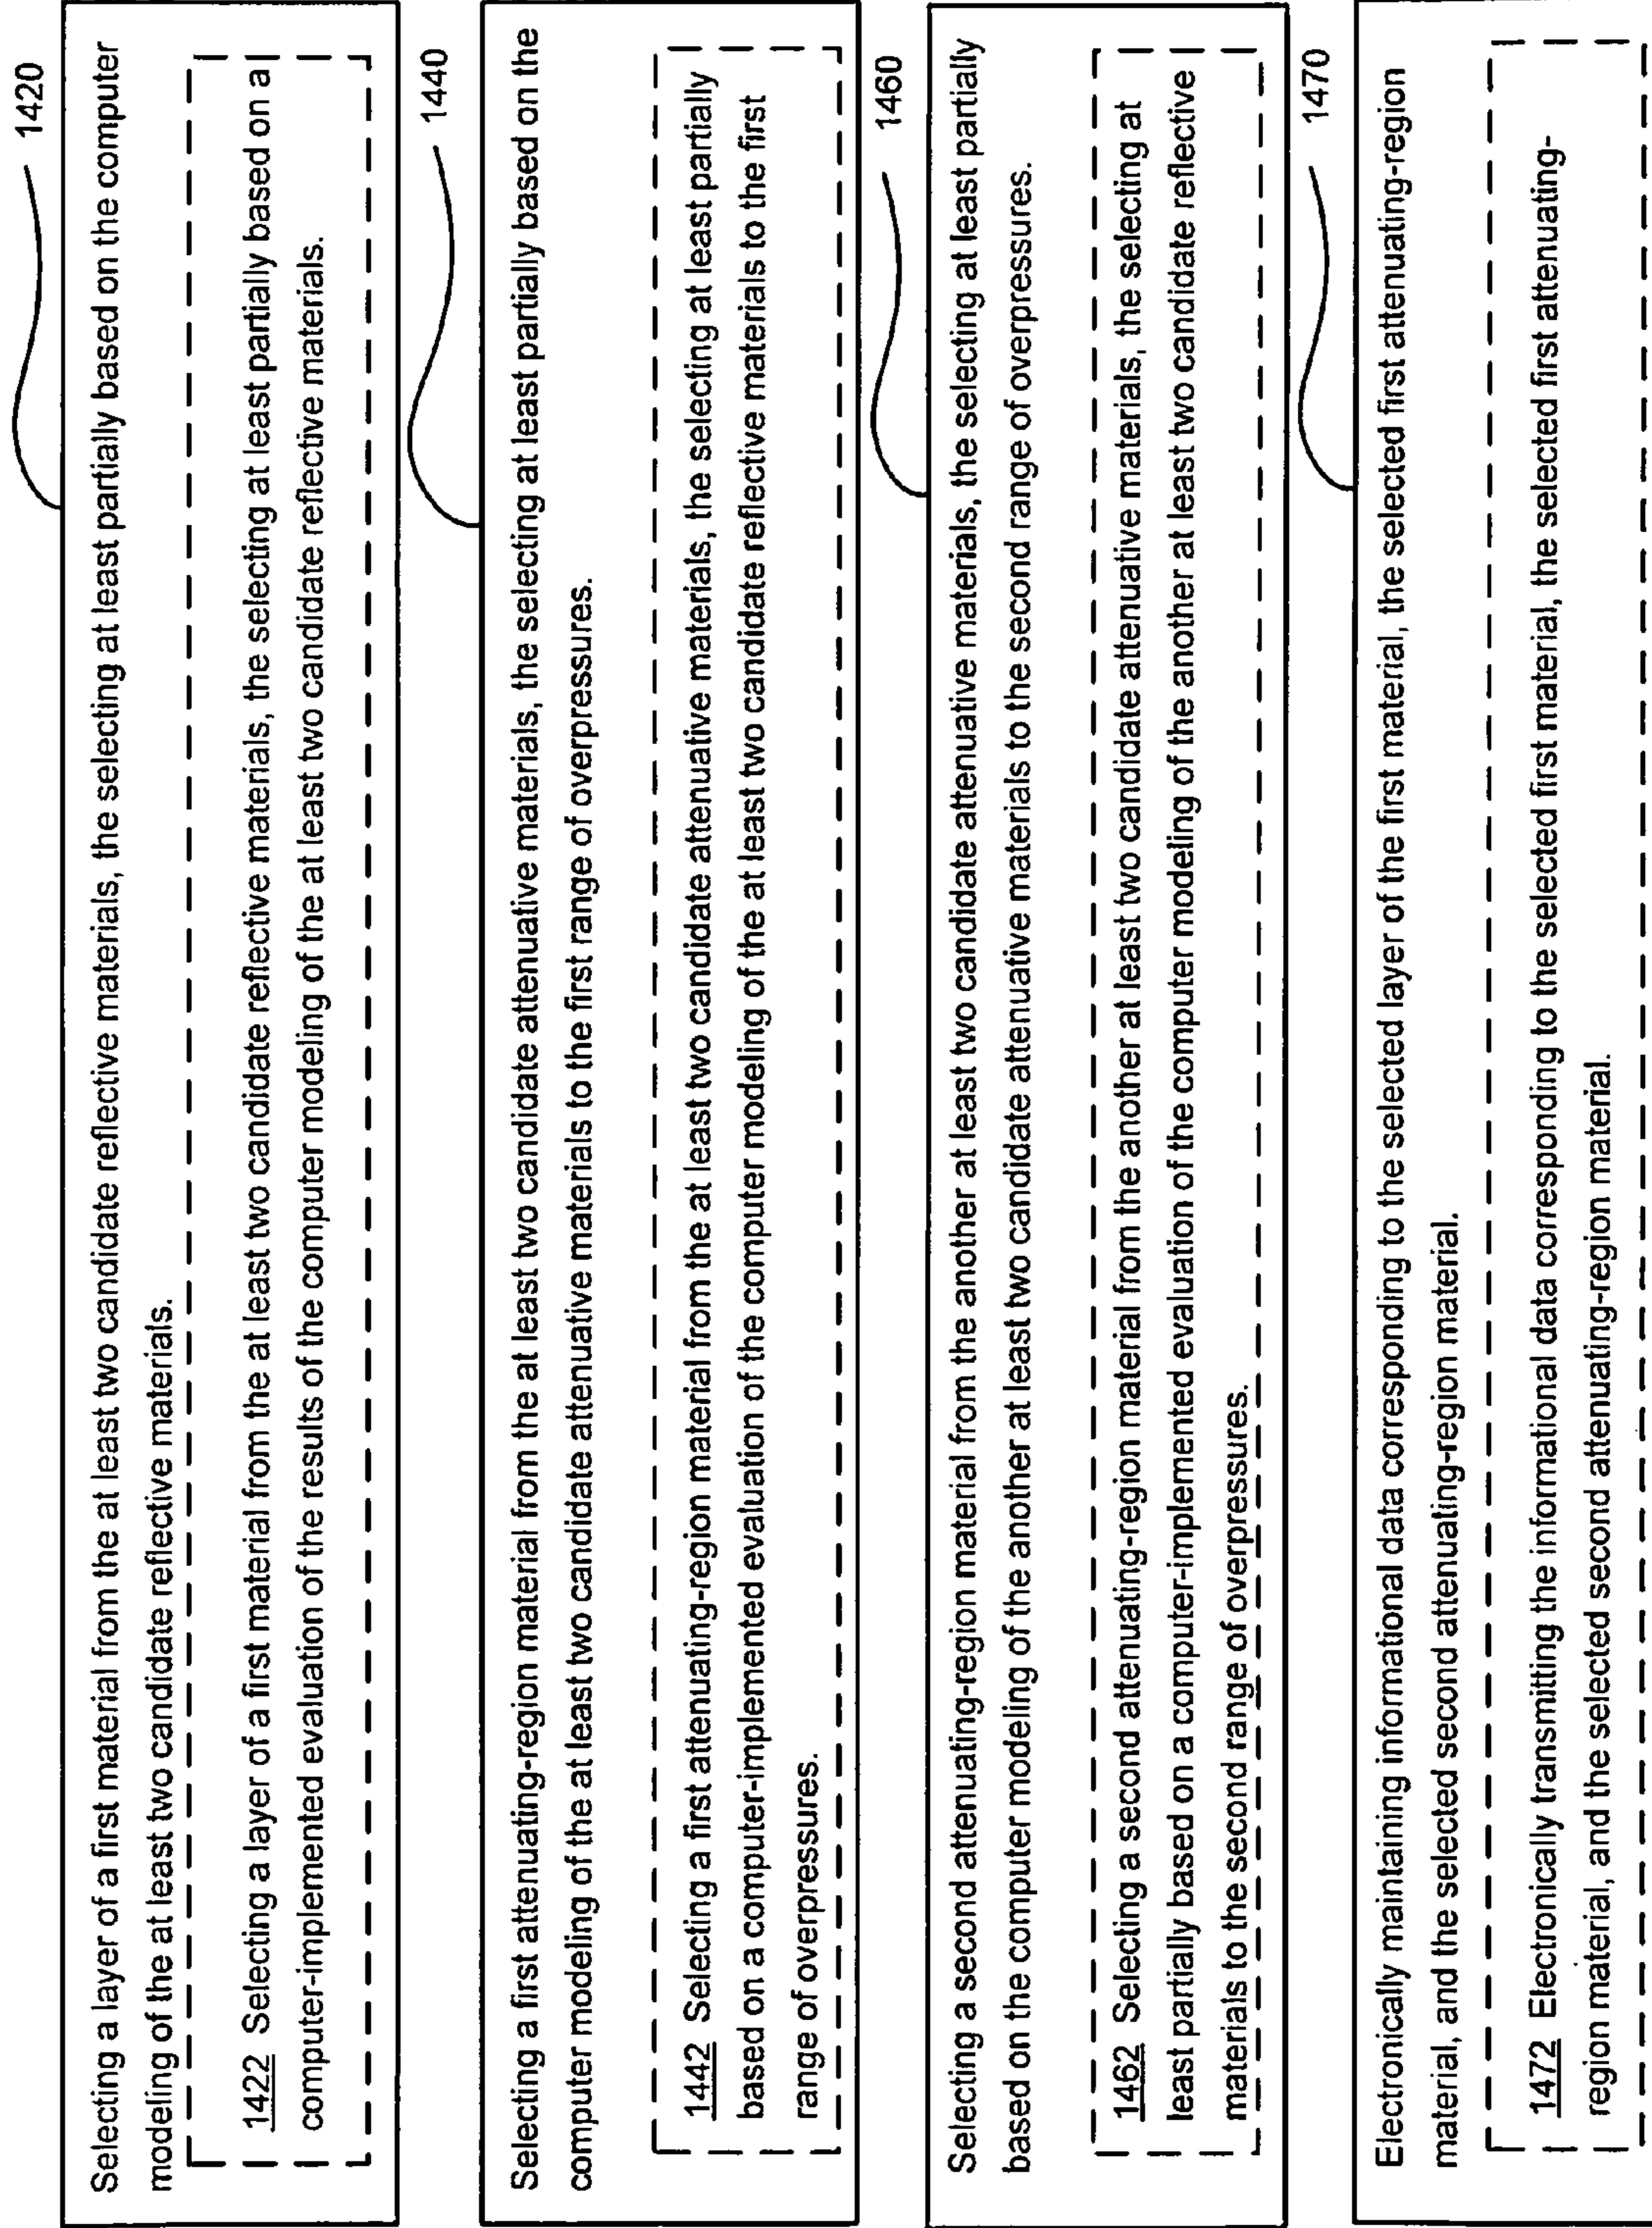 1420
Selecting a layer of a first material from the at least two candidate reflective materials, the selecting at least partially based on the computer
modeling of the at least two candidate reflective materials.
1422 Selecting a layer of a first material from the at least two candidate reflective materials, the selecting at least partially based on a
computer-implemented evaluation of the results of the computer modeling of the at least two candidate reflective materials.
1440
Selecting a first attenuating-region material from the at least two candidate attenuative materials, the selecting at least partially based on the
computer modeling of the at least two candidate attenuative materials to the first range of overpressures.
1442 Selecting a first attenuating-region material from the at least two candidate attenuative materials, the selecting at least partially
based on a computer-implemented evaluation of the computer modeling of the at least two candidate reflective materials to the first
range of overpressures.
1460
Selecting a second attenuating-region material from the another at least two candidate attenuative materials, the selecting at least partially
based on the computer modeling of the another at least two candidate attenuative materials to the second range of overpressures.
1462 Selecting a second attenuating-region material from the another at least two candidate attenuative materials, the selecting at
least partially based on a computer-implemented evaluation of the computer modeling of the another at least two candidate reflective
materials to the second range of overpressures.
1470
Electronically maintaining informational data corresponding to the selected layer of the first material, the selected first attenuating-region
material, and the selected second attenuating-region material.
1472 Electronically transmitting the informational data corresponding to the selected first material, the selected first attenuating-
region material, and the selected second attenuating-region material.